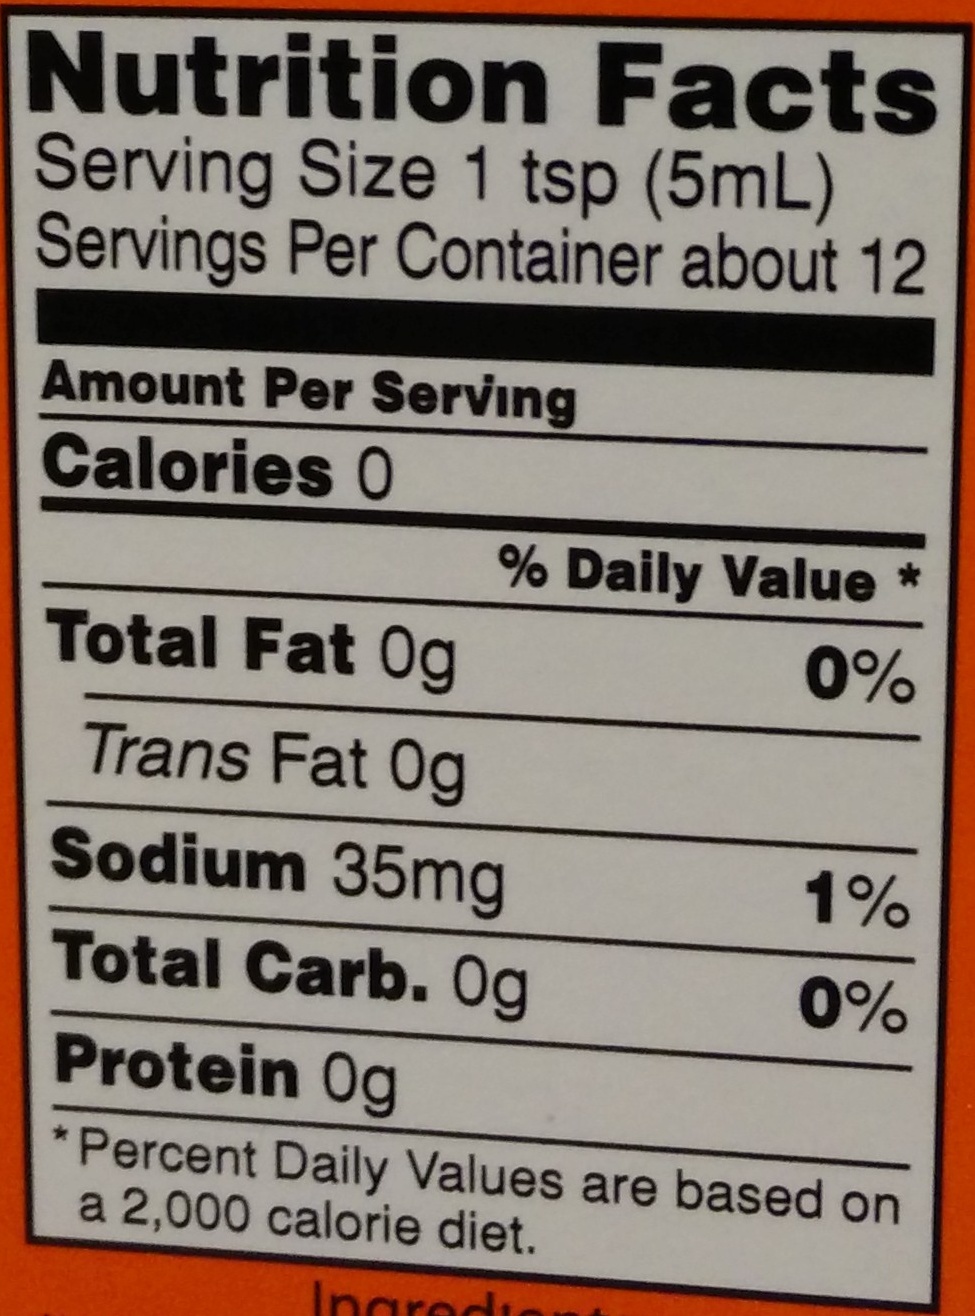 Nutrition Facts
Serving Size 1 tsp (5mL)
Servings Per Container about 12
Amount Per Serving
Calories 0
% Daily Value *
Total Fat 0g 0%
Trans Fat 0g
Sodium 35mg 1%
Total Carb. 0g 0%
Protein 0g
* Percent Daily Values are based on
a 2,000 calorie diet.